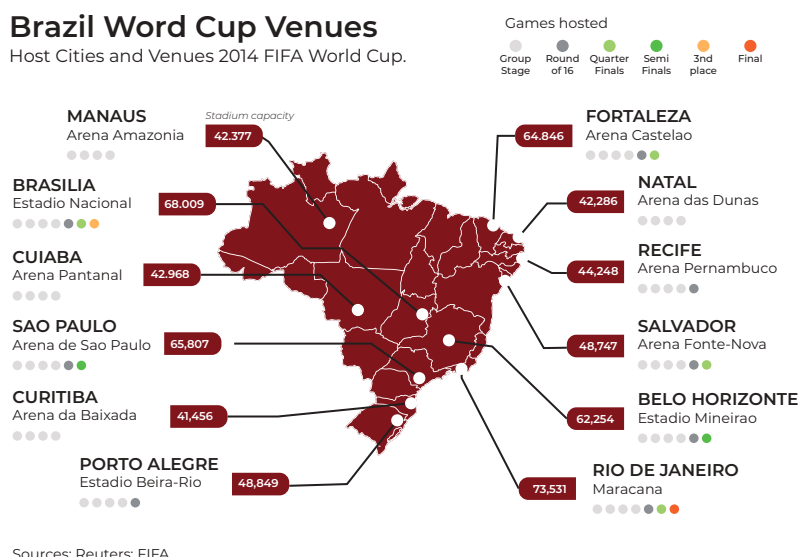 Brazil Word Cup Venues
Host Cities and Venues 2014 FIFA World Cup.
Games hosted
Group Stage
Round of 16
Quarter Finals
Semi Finals
3nd place
Final
Stadium capacity
MANAUS
Arena Amazonia
42.377
BRASILIA
Estadio Nacional
68.009
CUIABA
Arena Pantanal
42.968
SAO PAULO
Arena de Sao Paulo
65,807
CURITIBA
Arena da Baixada
41,456
PORTO ALEGRE
Estadio Beira-Rio
48,849
FORTALEZA
Arena Castelao
64.846
NATAL
Arena das Dunas
42,286
RECIFE
Arena Pernambuco
44,248
SALVADOR
Arena Fonte-Nova
48,747
BELO HORIZONTE
Estadio Mineirao
62,254
RIO DE JANEIRO
Maracana
73,531
Sources: Reuters; FIFA